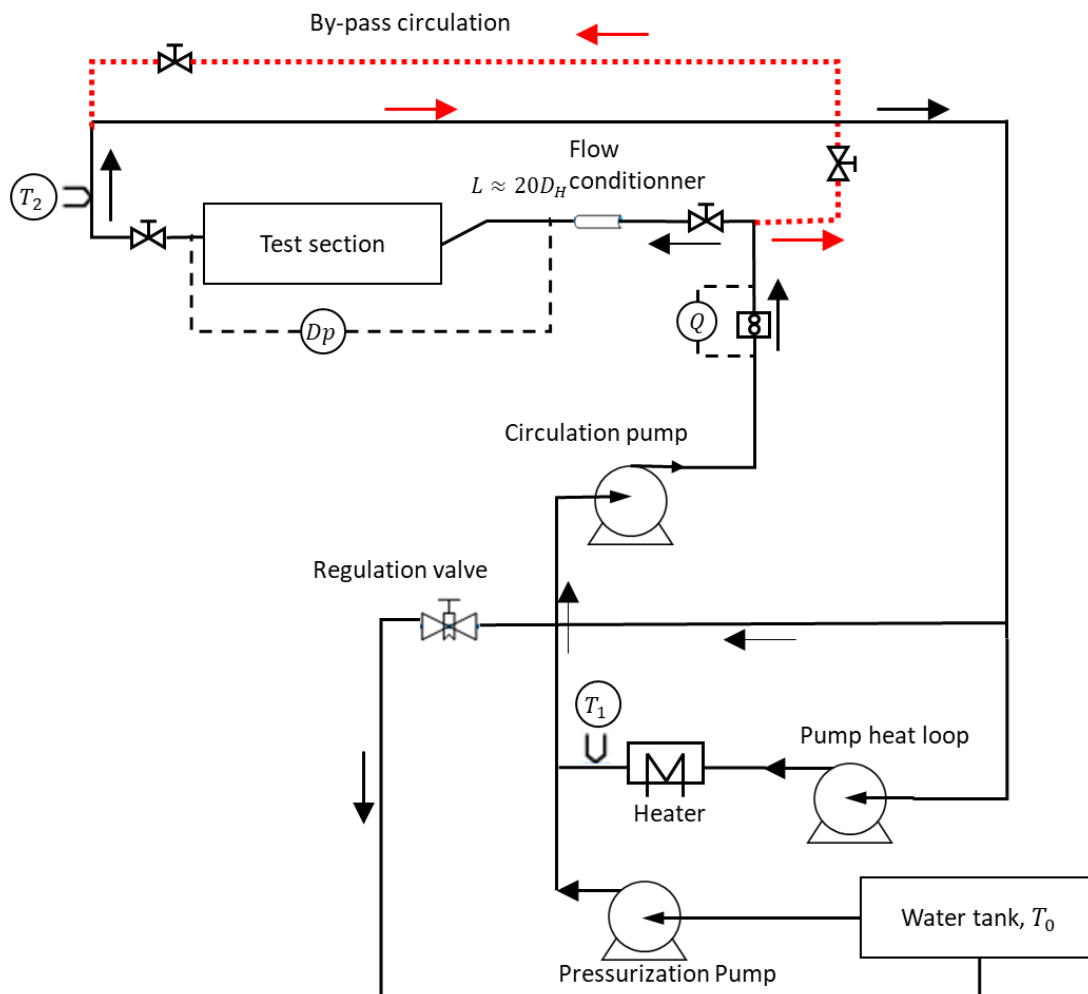 By-pass circulation
Flow
conditionner
L ≈ 20D_H
T_2
Test section
Dp
Q
Circulation pump
Regulation valve
T_1
Pump heat loop
Heater
Water tank, T_0
Pressurization Pump